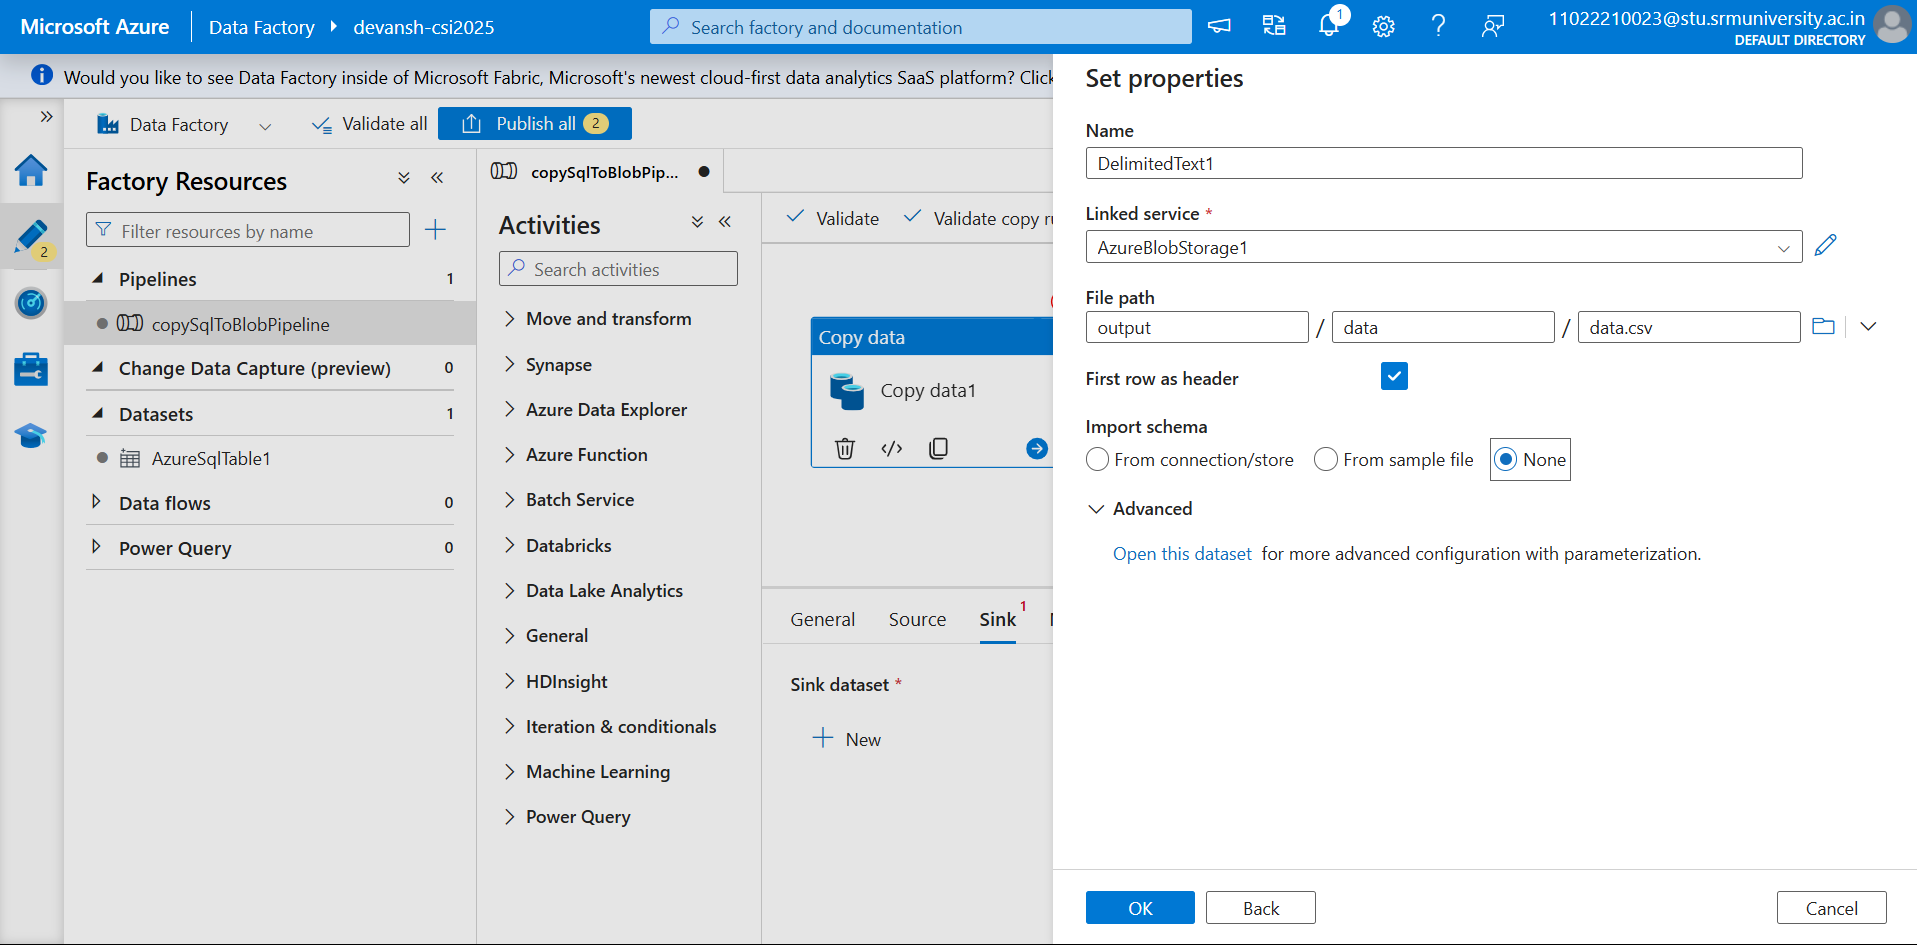 Microsoft Azure
Data Factory
devansh-csi2025
Search factory and documentation
1
11022210023@stu.srmuniversity.ac.in
DEFAULT DIRECTORY
Would you like to see Data Factory inside of Microsoft Fabric, Microsoft's newest cloud-first data analytics SaaS platform? Click
Data Factory
Validate all
Publish all 2
2
Factory Resources
Filter resources by name
Pipelines 1
copySqlToBlobPipeline
Change Data Capture (preview) 0
Datasets 1
AzureSqlTable1
Data flows 0
Power Query 0
copySqlToBlobPip...
Activities
Search activities
Move and transform
Synapse
Azure Data Explorer
Azure Function
Batch Service
Databricks
Data Lake Analytics
General
HDInsight
Iteration & conditionals
Machine Learning
Power Query
Validate
Validate copy
Copy data
Copy data1
General
Source
Sink 1
Sink dataset *
New
Set properties
Name
DelimitedText1
Linked service *
AzureBlobStorage1
File path
output / data / data.csv
First row as header
Import schema
From connection/store
From sample file
None
Advanced
Open this dataset for more advanced configuration with parameterization.
OK
Back
Cancel